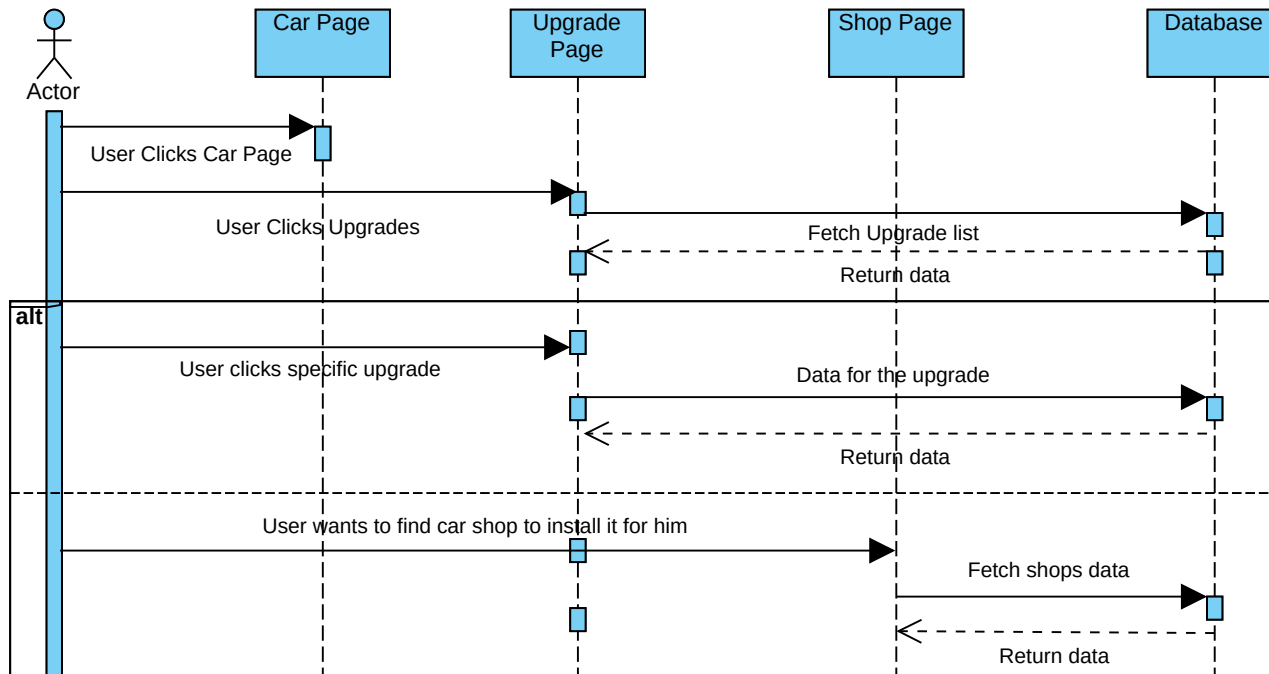 Car Page
Upgrade
Page
Shop Page
Database
Actor
User Clicks Car Page
User Clicks Upgrades
Fetch Upgrade list
Return data
alt
User clicks specific upgrade
Data for the upgrade
Return data
User wants to find car shop to install it for him
Fetch shops data
Return data